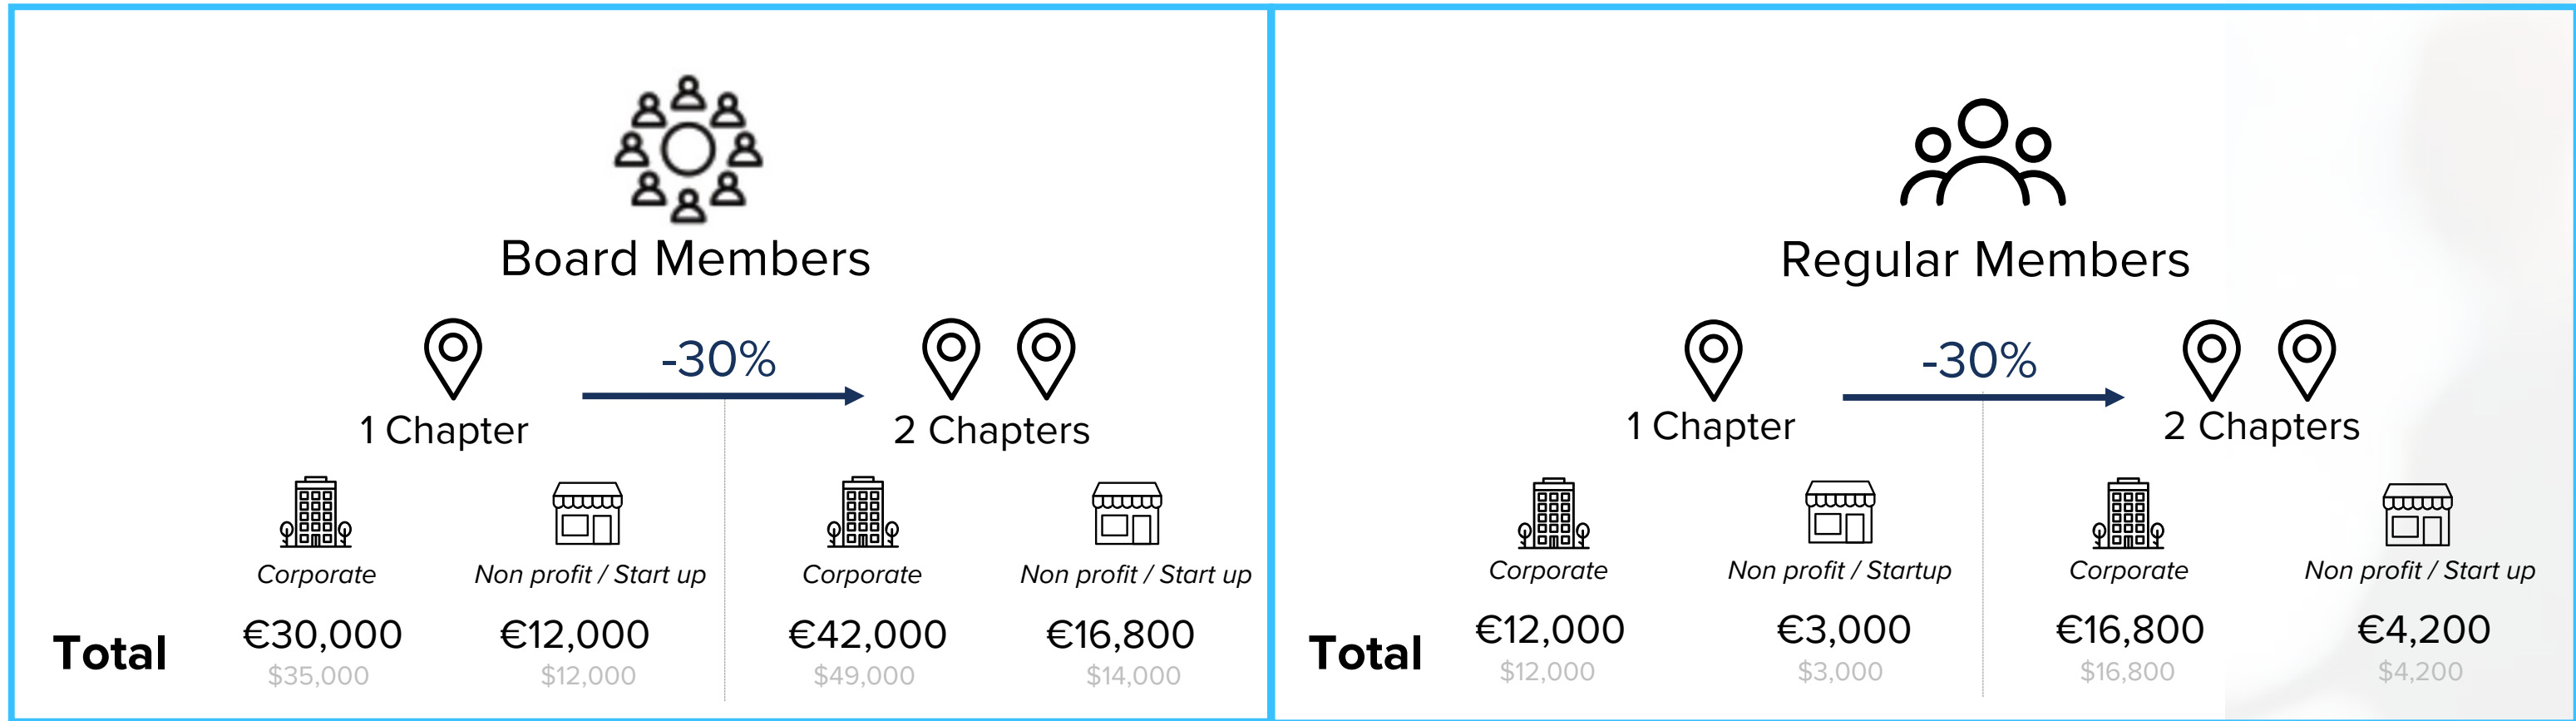 Board Members
-30%
1 Chapter
2 Chapters
Corporate
Non profit / Start up
Corporate
Non profit / Start up
Total
€30,000
€12,000
€42,000
€16,800
$35,000
$12,000
$49,000
$14,000
Regular Members
-30%
1 Chapter
2 Chapters
Corporate
Non profit / Startup
Corporate
Non profit / Start up
Total
€12,000
€3,000
€16,800
€4,200
$12,000
$3,000
$16,800
$4,200